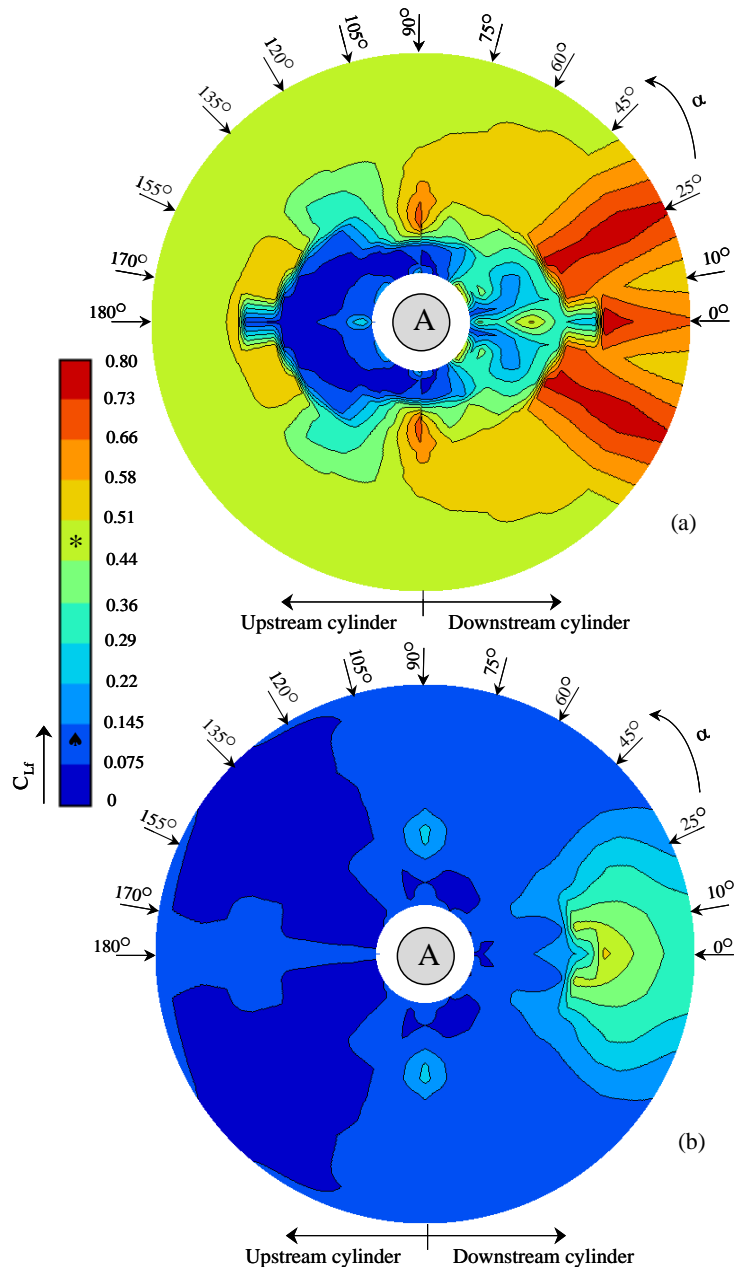 105° 90° 75°
120° 60°
135° 45° α
155° 25°
170° 10°
180° A 0°
0.80
0.73
0.66
0.58
0.51
*
0.44
0.36
0.29
0.22
0.145
♠
0.075
0
C_Lf
(a)
Upstream cylinder Downstream cylinder
105° 90° 75°
120° 60°
135° 45° α
155° 25°
170° 10°
180° A 0°
(b)
Upstream cylinder Downstream cylinder